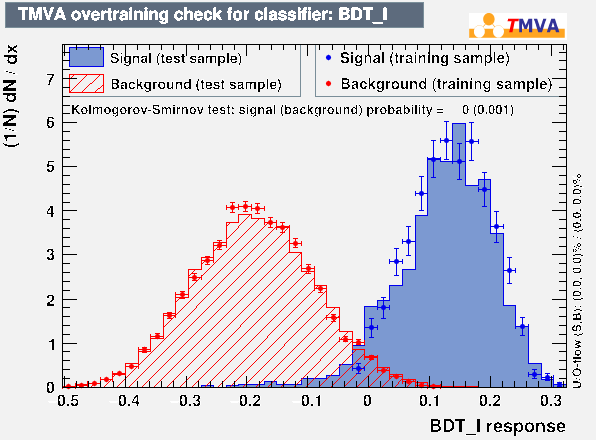 TMVA overtraining check for classifier: BDT_I
TMVA
Signal (test sample)
Background (test sample)
Signal (training sample)
Background (training sample)
Kolmogorov-Smirnov test: signal (background) probability = 0 (0.001)
(1/N) dN / dx
7
6
5
4
3
2
1
0
-0.5 -0.4 -0.3 -0.2 -0.1 0 0.1 0.2 0.3
BDT_I response
U/O-flow (S,B): (0.0, 0.0)% / (0.0, 0.0)%